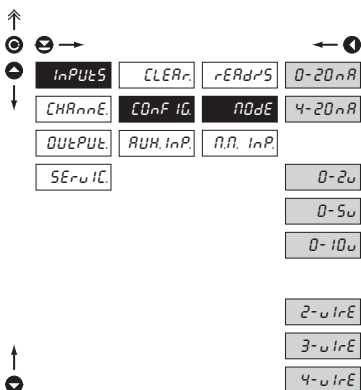 InPUtS CLEAr. rEAdYS 0-20mA
CHAnnE. COnFIG. MOdE 4-20mA
OUtPUt. AUX.InP. M.M. InP.
SErvIC. 0-2v
0-5v
0-10v
2-wIrE
3-wIrE
4-wIrE